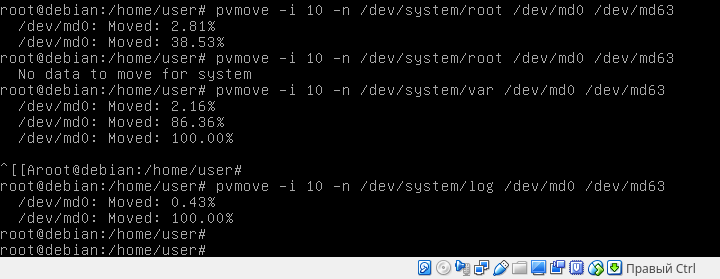 root@debian:/home/user# pvmove -i 10 -n /dev/system/root /dev/md0 /dev/md63
/dev/md0: Moved: 2.81%
/dev/md0: Moved: 38.53%
root@debian:/home/user# pvmove -i 10 -n /dev/system/root /dev/md0 /dev/md63
No data to move for system
root@debian:/home/user# pvmove -i 10 -n /dev/system/var /dev/md0 /dev/md63
/dev/md0: Moved: 2.16%
/dev/md0: Moved: 86.36%
/dev/md0: Moved: 100.00%
^[[Aroot@debian:/home/user#
root@debian:/home/user# pvmove -i 10 -n /dev/system/log /dev/md0 /dev/md63
/dev/md0: Moved: 0.43%
/dev/md0: Moved: 100.00%
root@debian:/home/user#
root@debian:/home/user#
Правый Ctrl